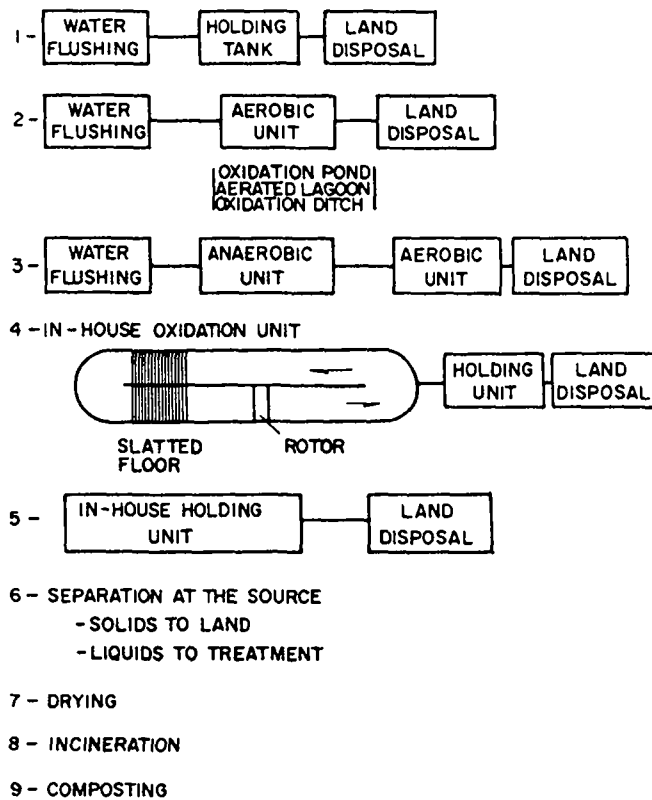 1 - WATER FLUSHING HOLDING TANK LAND DISPOSAL
2 - WATER FLUSHING AEROBIC UNIT LAND DISPOSAL
OXIDATION POND
AERATED LAGOON
OXIDATION DITCH
3 - WATER FLUSHING ANAEROBIC UNIT AEROBIC UNIT LAND DISPOSAL
4 - IN-HOUSE OXIDATION UNIT
HOLDING UNIT LAND DISPOSAL
SLATTED FLOOR ROTOR
5 - IN-HOUSE HOLDING UNIT LAND DISPOSAL
6 - SEPARATION AT THE SOURCE
- SOLIDS TO LAND
- LIQUIDS TO TREATMENT
7 - DRYING
8 - INCINERATION
9 - COMPOSTING